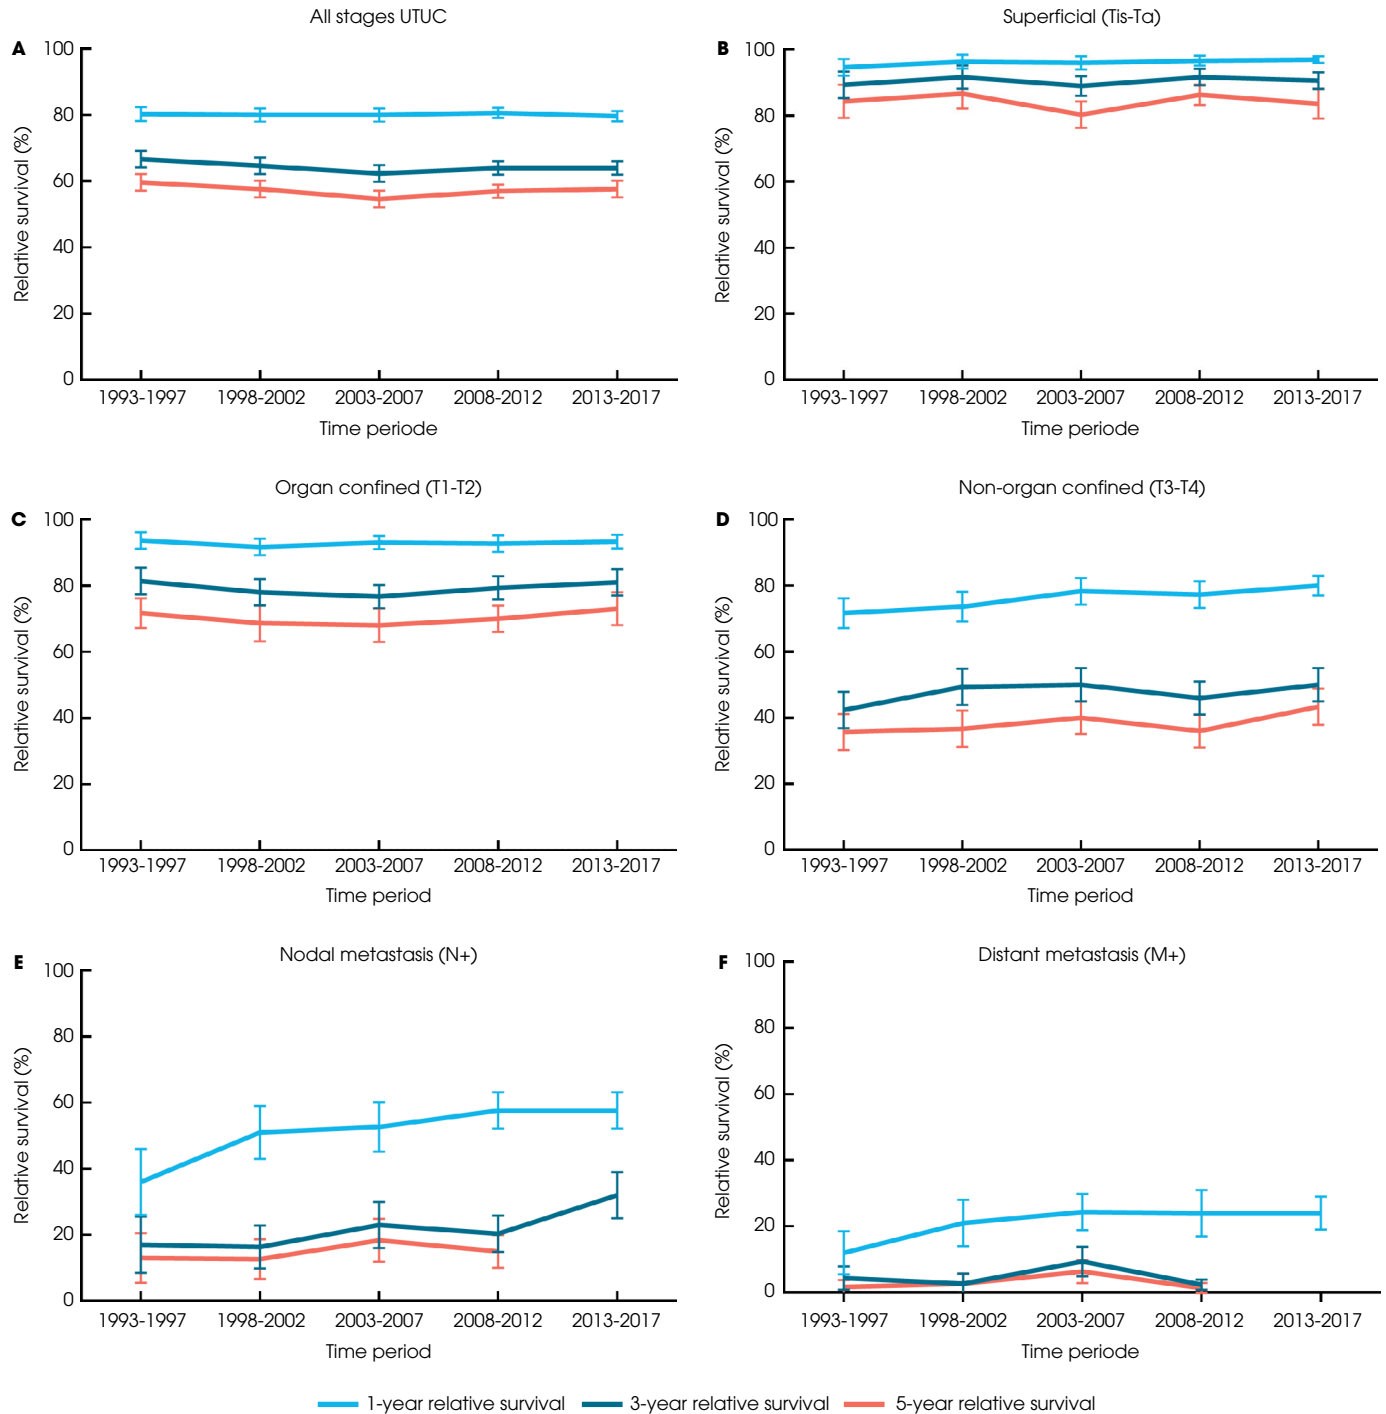 All stages UTUC
A
Relative survival (%)
100
80
60
40
20
0
1993-1997 1998-2002 2003-2007 2008-2012 2013-2017
Time periode
Superficial (Tis-Ta)
B
Relative survival (%)
100
80
60
40
20
0
1993-1997 1998-2002 2003-2007 2008-2012 2013-2017
Time periode
Organ confined (T1-T2)
C
Relative survival (%)
100
80
60
40
20
0
1993-1997 1998-2002 2003-2007 2008-2012 2013-2017
Time period
Non-organ confined (T3-T4)
D
Relative survival (%)
100
80
60
40
20
0
1993-1997 1998-2002 2003-2007 2008-2012 2013-2017
Time period
Nodal metastasis (N+)
E
Relative survival (%)
100
80
60
40
20
0
1993-1997 1998-2002 2003-2007 2008-2012 2013-2017
Time period
Distant metastasis (M+)
F
Relative survival (%)
100
80
60
40
20
0
1993-1997 1998-2002 2003-2007 2008-2012 2013-2017
Time periode
1-year relative survival 3-year relative survival 5-year relative survival